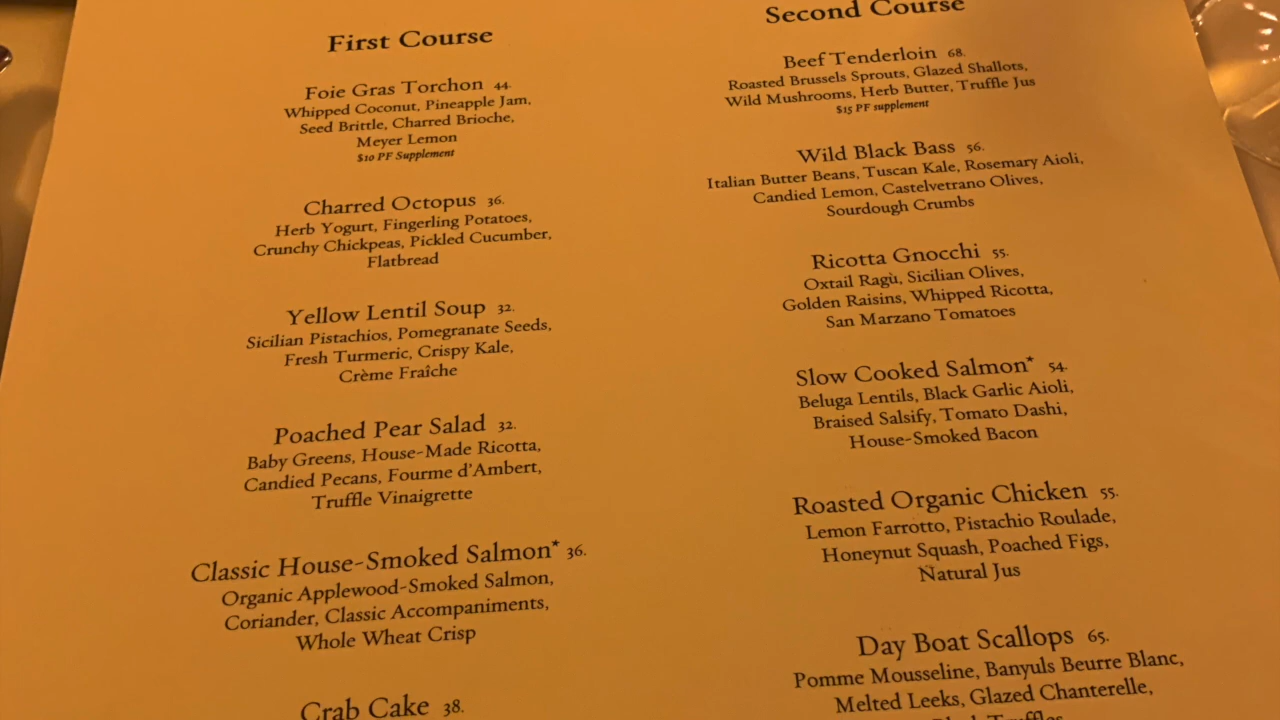 First Course
Foie Gras Torchon 44.
Whipped Coconut, Pineapple Jam,
Seed Brittle, Charred Brioche,
Meyer Lemon
$10 PF Supplement
Charred Octopus 36.
Herb Yogurt, Fingerling Potatoes,
Crunchy Chickpeas, Pickled Cucumber,
Flatbread
Yellow Lentil Soup 32.
Sicilian Pistachios, Pomegranate Seeds,
Fresh Turmeric, Crispy Kale,
Crème Fraîche
Poached Pear Salad 32.
Baby Greens, House-Made Ricotta,
Candied Pecans, Fourme d'Ambert,
Truffle Vinaigrette
Classic House-Smoked Salmon* 36.
Organic Applewood-Smoked Salmon,
Coriander, Classic Accompaniments,
Whole Wheat Crisp
Crab Cake 38.
Second Course
Beef Tenderloin 68.
Roasted Brussels Sprouts, Glazed Shallots,
Wild Mushrooms, Herb Butter, Truffle Jus
$15 PF supplement
Wild Black Bass 56.
Italian Butter Beans, Tuscan Kale, Rosemary Aioli,
Candied Lemon, Castelvetrano Olives,
Sourdough Crumbs
Ricotta Gnocchi 55.
Oxtail Ragù, Sicilian Olives,
Golden Raisins, Whipped Ricotta,
San Marzano Tomatoes
Slow Cooked Salmon* 54.
Beluga Lentils, Black Garlic Aioli,
Braised Salsify, Tomato Dashi,
House-Smoked Bacon
Roasted Organic Chicken 55.
Lemon Farrotto, Pistachio Roulade,
Honeynut Squash, Poached Figs,
Natural Jus
Day Boat Scallops 65.
Pomme Mousseline, Banyuls Beurre Blanc,
Melted Leeks, Glazed Chanterelle,
Black Truffles